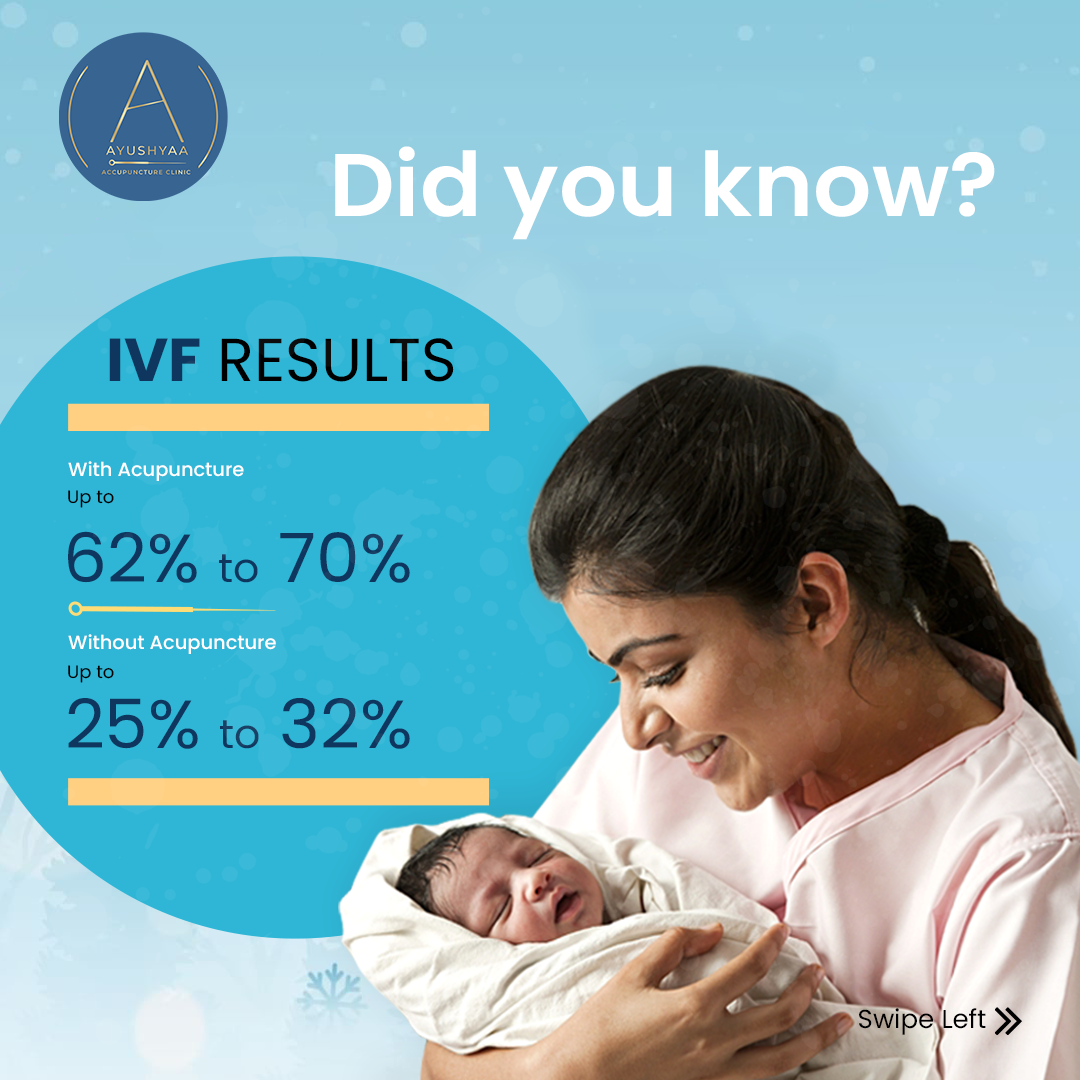 A
AYUSHYAA
ACCUPUNCTURE CLINIC
Did you know?
IVF RESULTS
With Acupuncture
Up to
62% to 70%
Without Acupuncture
Up to
25% to 32%
Swipe Left